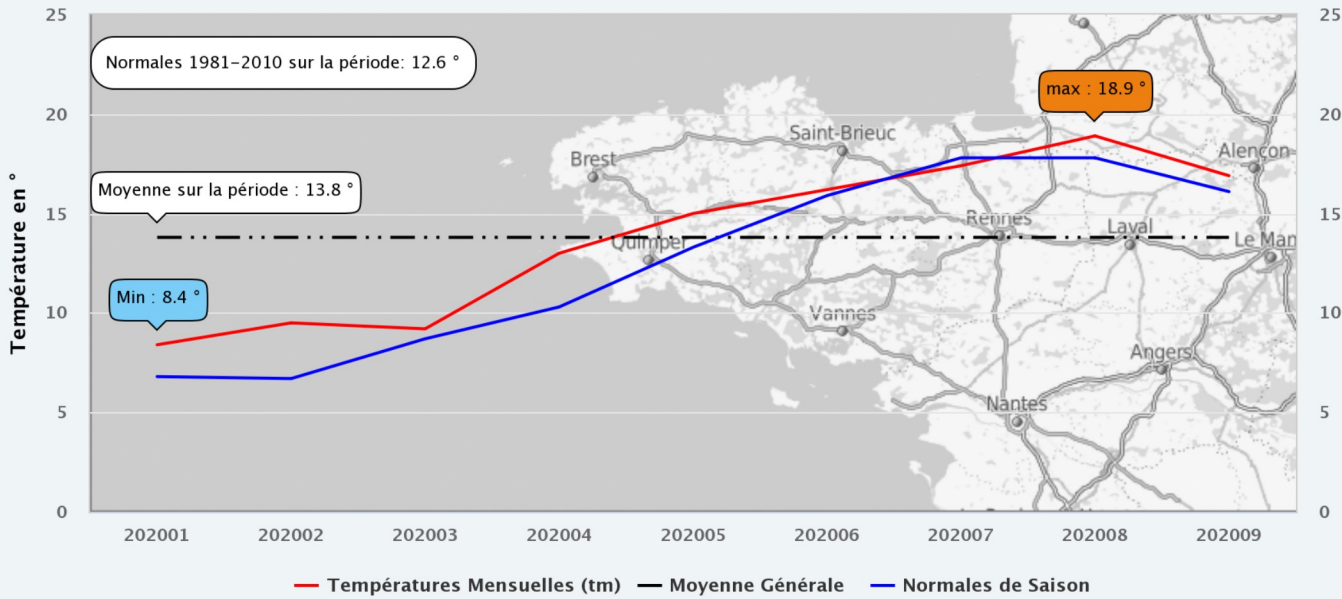 Température en °
25
20
15
10
5
0
25
20
15
10
5
0
Normales 1981-2010 sur la période: 12.6 °
max : 18.9 °
Moyenne sur la période : 13.8 °
Min : 8.4 °
Brest
Saint-Brieuc
Alençon
Quimper
Rennes
Laval
Le Man
Vannes
Angers
Nantes
202001 202002 202003 202004 202005 202006 202007 202008 202009
Températures Mensuelles (tm) Moyenne Générale Normales de Saison